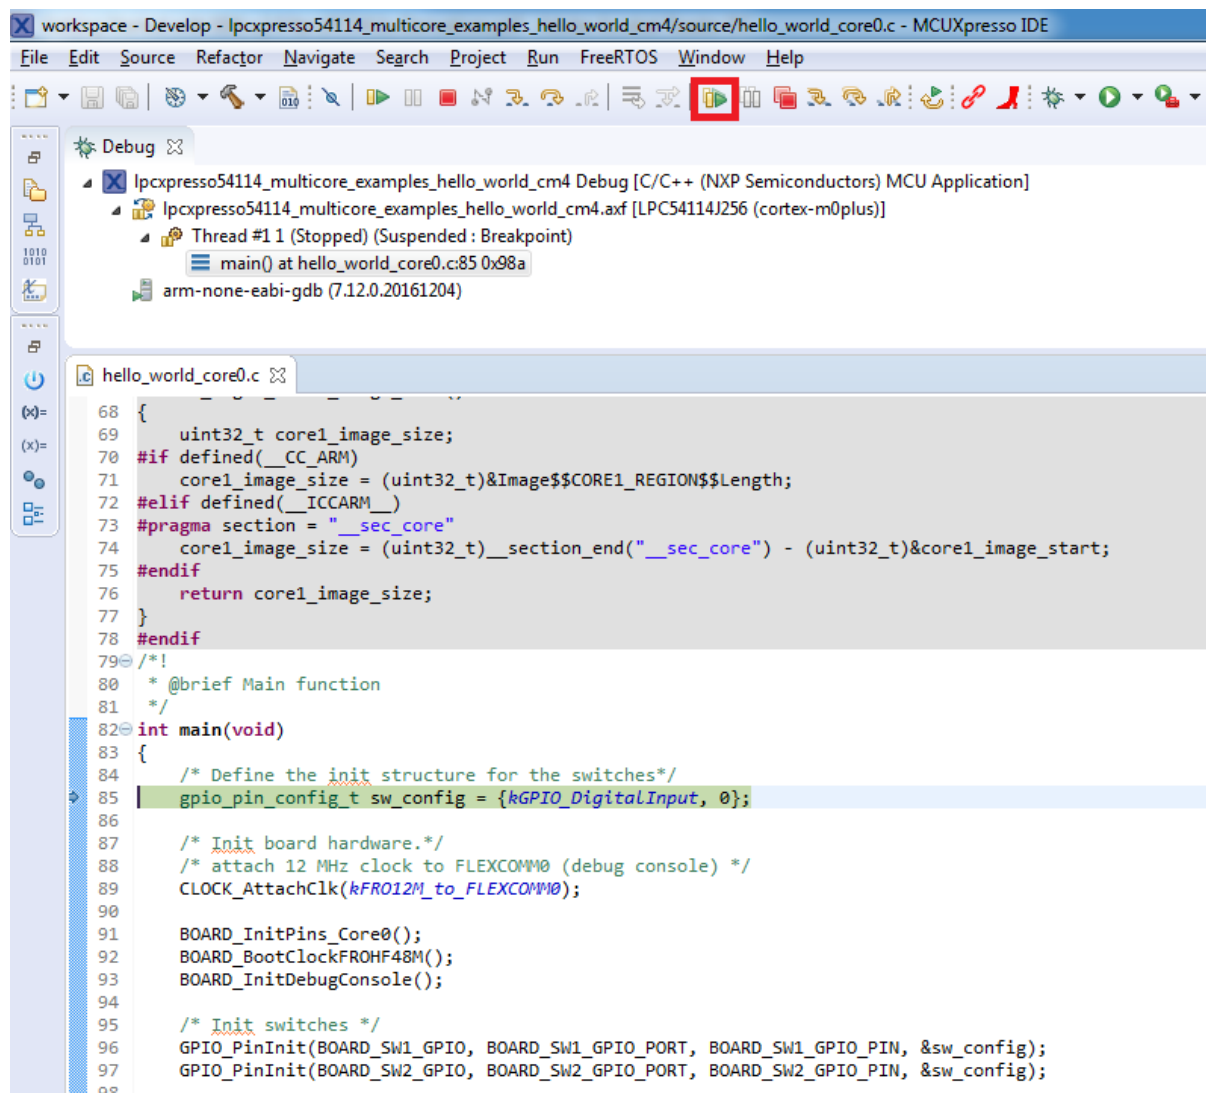 workspace - Develop - lpcxpresso54114_multicore_examples_hello_world_cm4/source/hello_world_core0.c - MCUXpresso IDE
File Edit Source Refactor Navigate Search Project Run FreeRTOS Window Help
Debug
lpcxpresso54114_multicore_examples_hello_world_cm4 Debug [C/C++ (NXP Semiconductors) MCU Application]
lpcxpresso54114_multicore_examples_hello_world_cm4.axf [LPC54114J256 (cortex-m0plus)]
Thread #1 1 (Stopped) (Suspended : Breakpoint)
main() at hello_world_core0.c:85 0x98a
arm-none-eabi-gdb (7.12.0.20161204)
hello_world_core0.c
68 {
69     uint32_t core1_image_size;
70 #if defined(__CC_ARM)
71     core1_image_size = (uint32_t)&Image$$CORE1_REGION$$Length;
72 #elif defined(__ICCARM__)
73 #pragma section = "__sec_core"
74     core1_image_size = (uint32_t)__section_end("__sec_core") - (uint32_t)&core1_image_start;
75 #endif
76     return core1_image_size;
77 }
78 #endif
79 /*!
80  * @brief Main function
81  */
82 int main(void)
83 {
84     /* Define the init structure for the switches*/
85     gpio_pin_config_t sw_config = {kGPIO_DigitalInput, 0};
86
87     /* Init board hardware.*/
88     /* attach 12 MHz clock to FLEXCOMM0 (debug console) */
89     CLOCK_AttachClk(kFRO12M_to_FLEXCOMM0);
90
91     BOARD_InitPins_Core0();
92     BOARD_BootClockFROHF48M();
93     BOARD_InitDebugConsole();
94
95     /* Init switches */
96     GPIO_PinInit(BOARD_SW1_GPIO, BOARD_SW1_GPIO_PORT, BOARD_SW1_GPIO_PIN, &sw_config);
97     GPIO_PinInit(BOARD_SW2_GPIO, BOARD_SW2_GPIO_PORT, BOARD_SW2_GPIO_PIN, &sw_config);